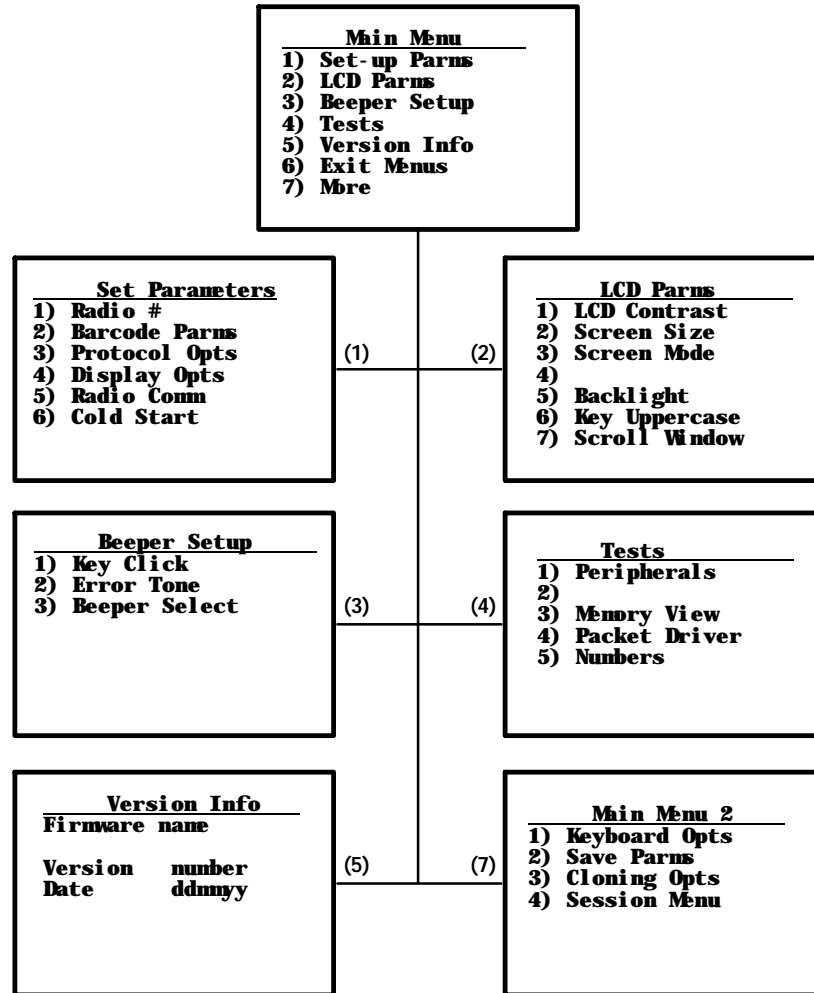 Main Menu
1) Set-up Parms
2) LCD Parms
3) Beeper Setup
4) Tests
5) Version Info
6) Exit Menus
7) More
Set Parameters
1) Radio #
2) Barcode Parms
3) Protocol Opts
4) Display Opts
5) Radio Comm
6) Cold Start
(1)
(2)
LCD Parms
1) LCD Contrast
2) Screen Size
3) Screen Mode
4)
5) Backlight
6) Key Uppercase
7) Scroll Window
Beeper Setup
1) Key Click
2) Error Tone
3) Beeper Select
(3)
(4)
Tests
1) Peripherals
2)
3) Memory View
4) Packet Driver
5) Numbers
Version Info
Firmware name
Version number
Date ddmmyy
(5)
(7)
Main Menu 2
1) Keyboard Opts
2) Save Parms
3) Cloning Opts
4) Session Menu